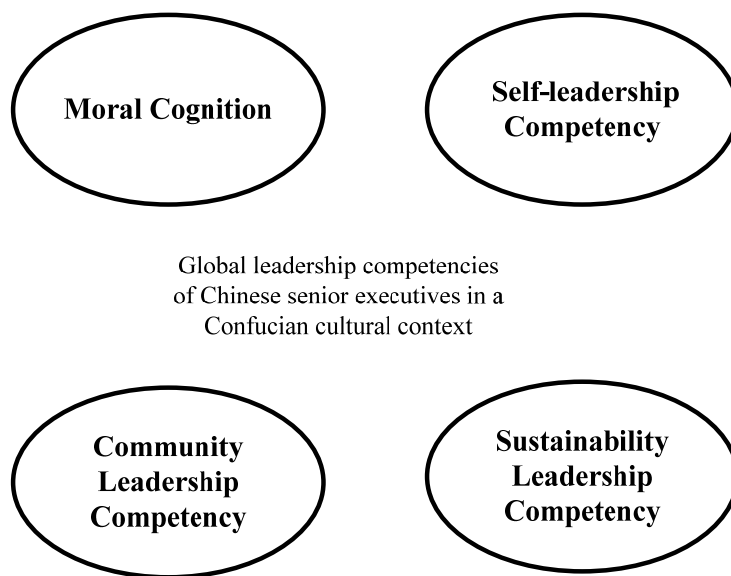 Moral Cognition
Self-leadership
Competency
Global leadership competencies
of Chinese senior executives in a
Confucian cultural context
Community
Leadership
Competency
Sustainability
Leadership
Competency